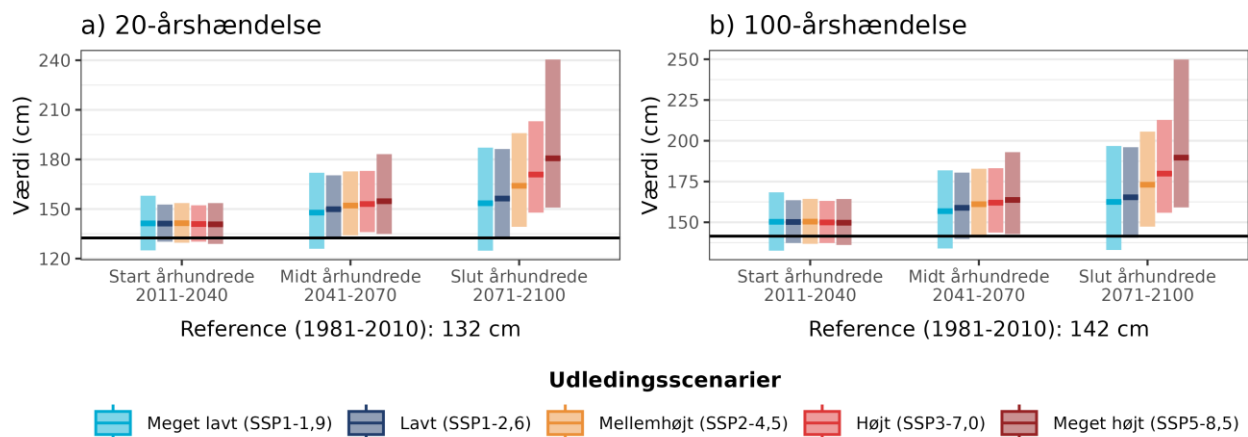 a) 20-årshændelse
Værdi (cm)
240
210
180
150
120
Start århundrede
2011-2040
Midt århundrede
2041-2070
Slut århundrede
2071-2100
Reference (1981-2010): 132 cm
b) 100-årshændelse
Værdi (cm)
250
225
200
175
150
Start århundrede
2011-2040
Midt århundrede
2041-2070
Slut århundrede
2071-2100
Reference (1981-2010): 142 cm
Udledingsscenarier
Meget lavt (SSP1-1,9)
Lavt (SSP1-2,6)
Mellemhøjt (SSP2-4,5)
Højt (SSP3-7,0)
Meget højt (SSP5-8,5)